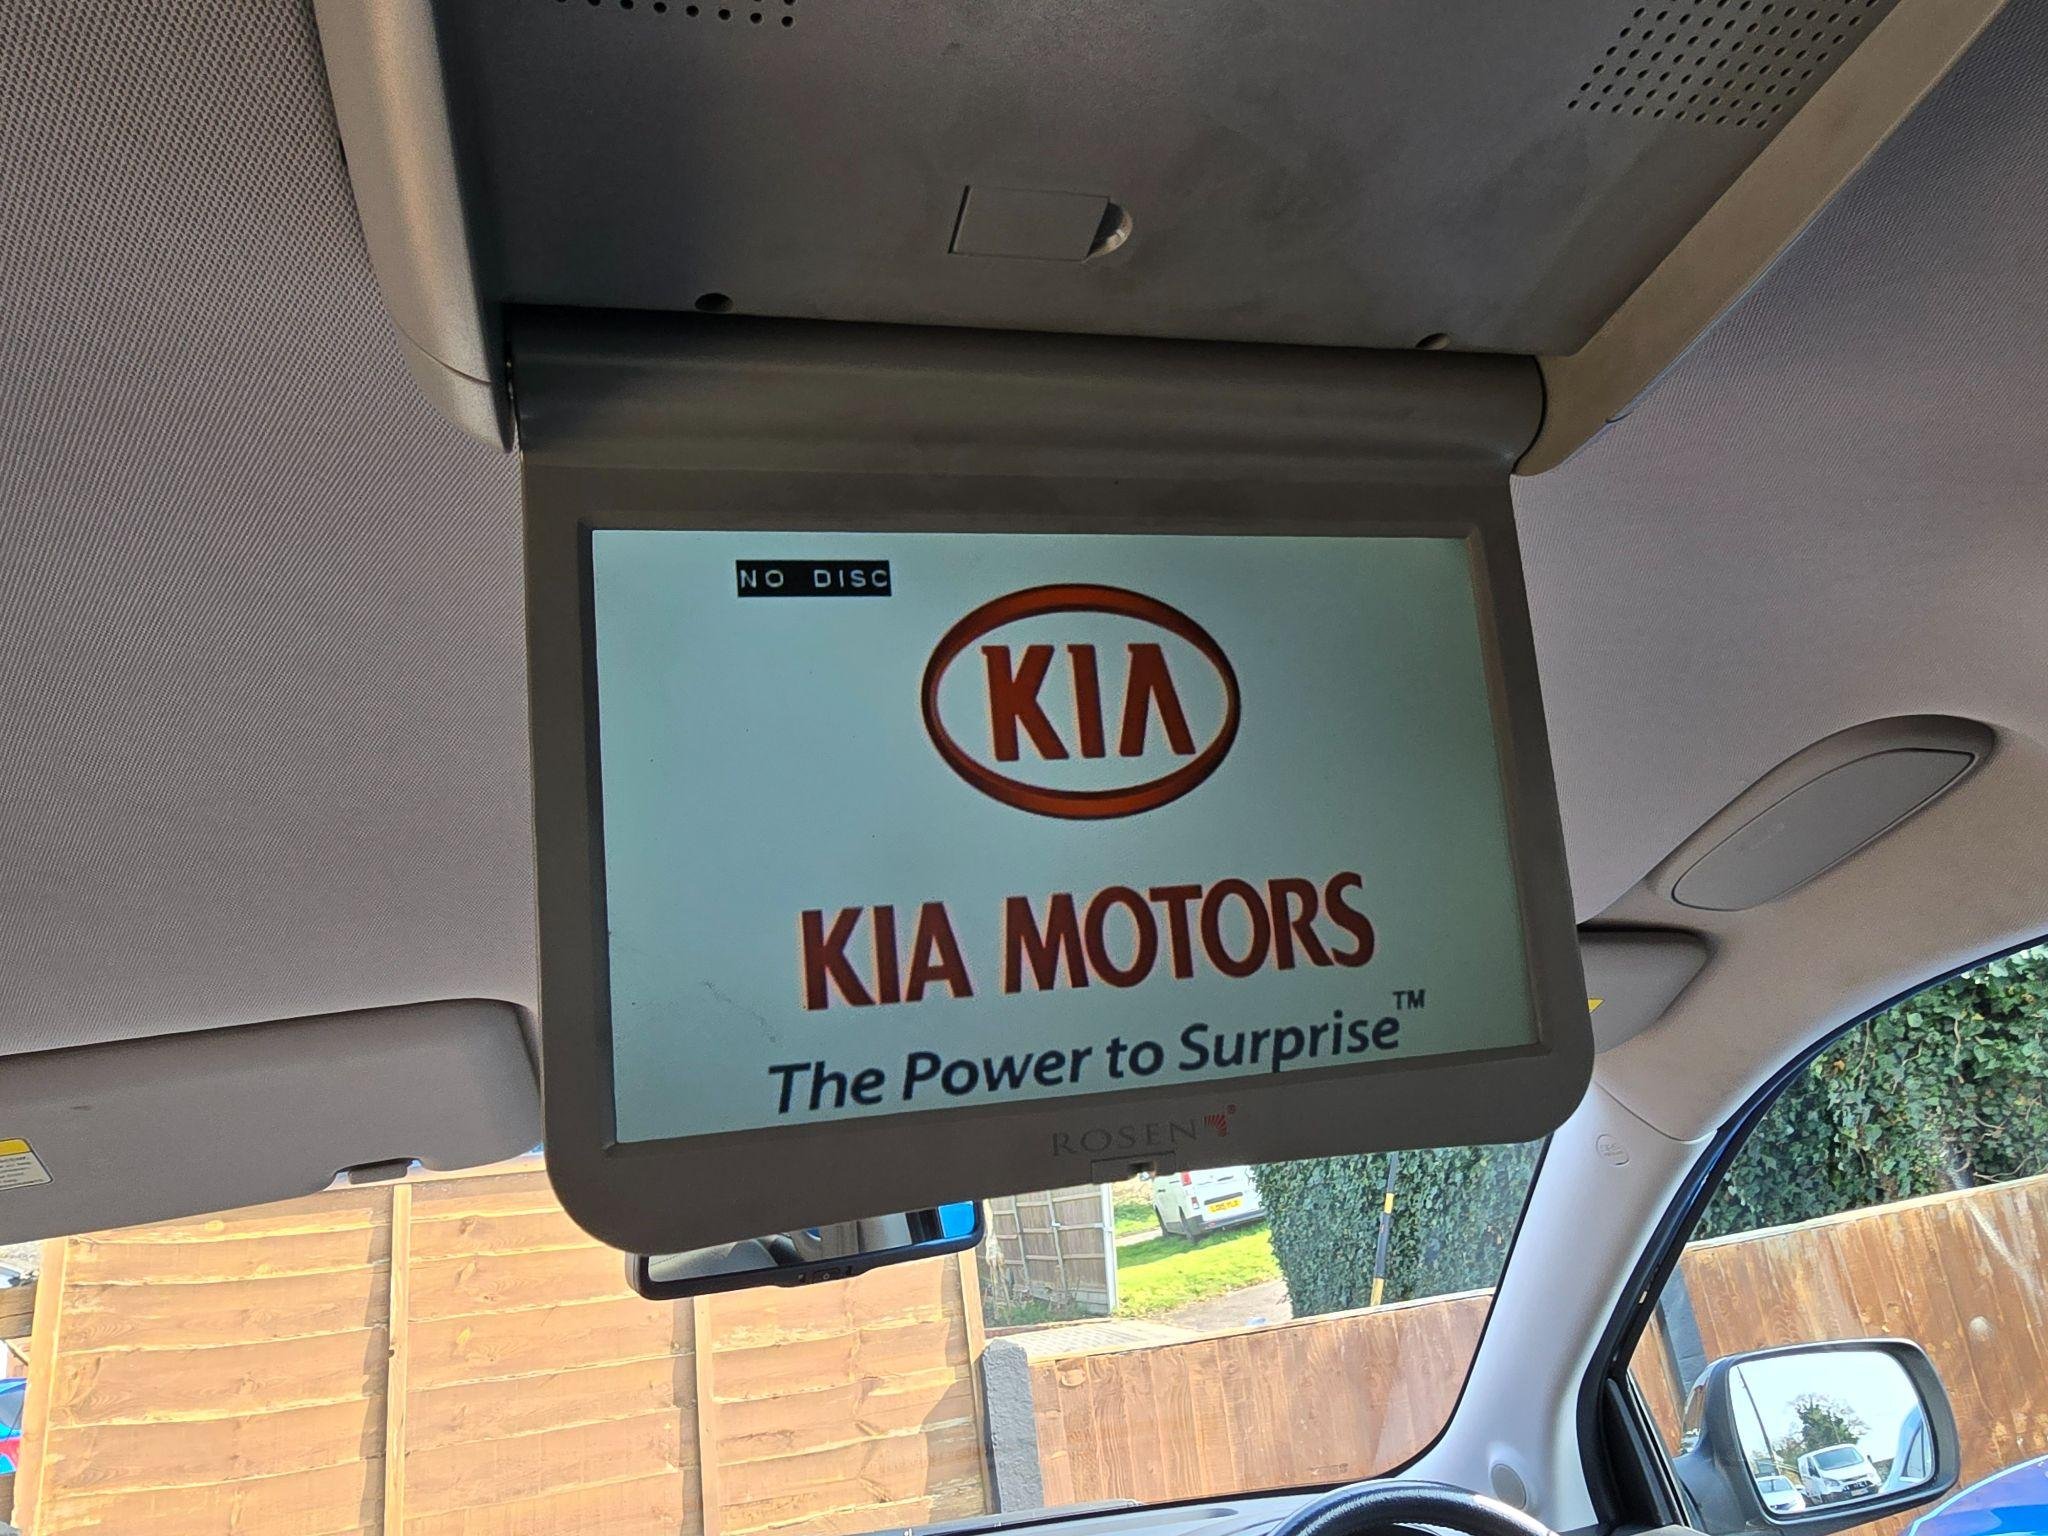 NO DISC
KIA
KIA MOTORS
The Power to Surprise™
ROSEN®